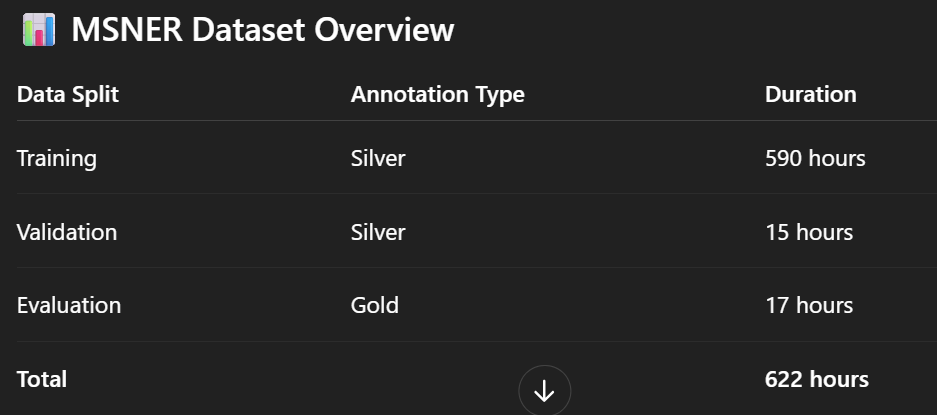 📊 MSNER Dataset Overview
Data Split Annotation Type Duration
Training Silver 590 hours
Validation Silver 15 hours
Evaluation Gold 17 hours
Total 622 hours